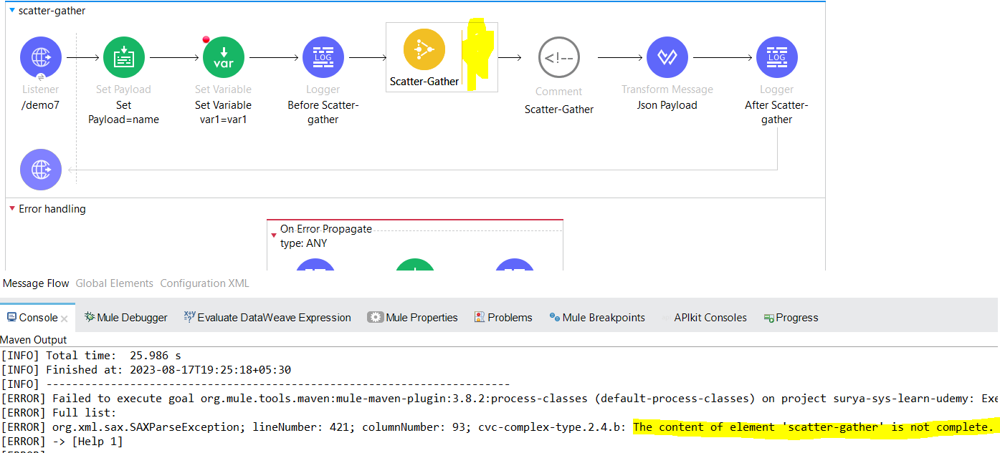 scatter-gather
LOG
LOG
var
<!--
Scatter-Gather
Listener
Set Payload
Set Variable
Logger
Comment
Transform Message
Logger
/demo7
Set
Payload=name
Set Variable
var1=var1
Before Scatter-
gather
Scatter-Gather
Json Payload
After Scatter-
gather
Error handling
On Error Propagate
type: ANY
Message Flow Global Elements Configuration XML
Console Mule Debugger x+y =? Evaluate DataWeave Expression Mule Properties Problems Mule Breakpoints APIkit Consoles Progress
Maven Output
[INFO] Total time:  25.986 s
[INFO] Finished at: 2023-08-17T19:25:18+05:30
[INFO] ------------------------------------------------------------------------
[ERROR] Failed to execute goal org.mule.tools.maven:mule-maven-plugin:3.8.2:process-classes (default-process-classes) on project surya-sys-learn-udemy: Exe
[ERROR] Full list:
[ERROR] org.xml.sax.SAXParseException; lineNumber: 421; columnNumber: 93; cvc-complex-type.2.4.b: The content of element 'scatter-gather' is not complete.
[ERROR] -> [Help 1]